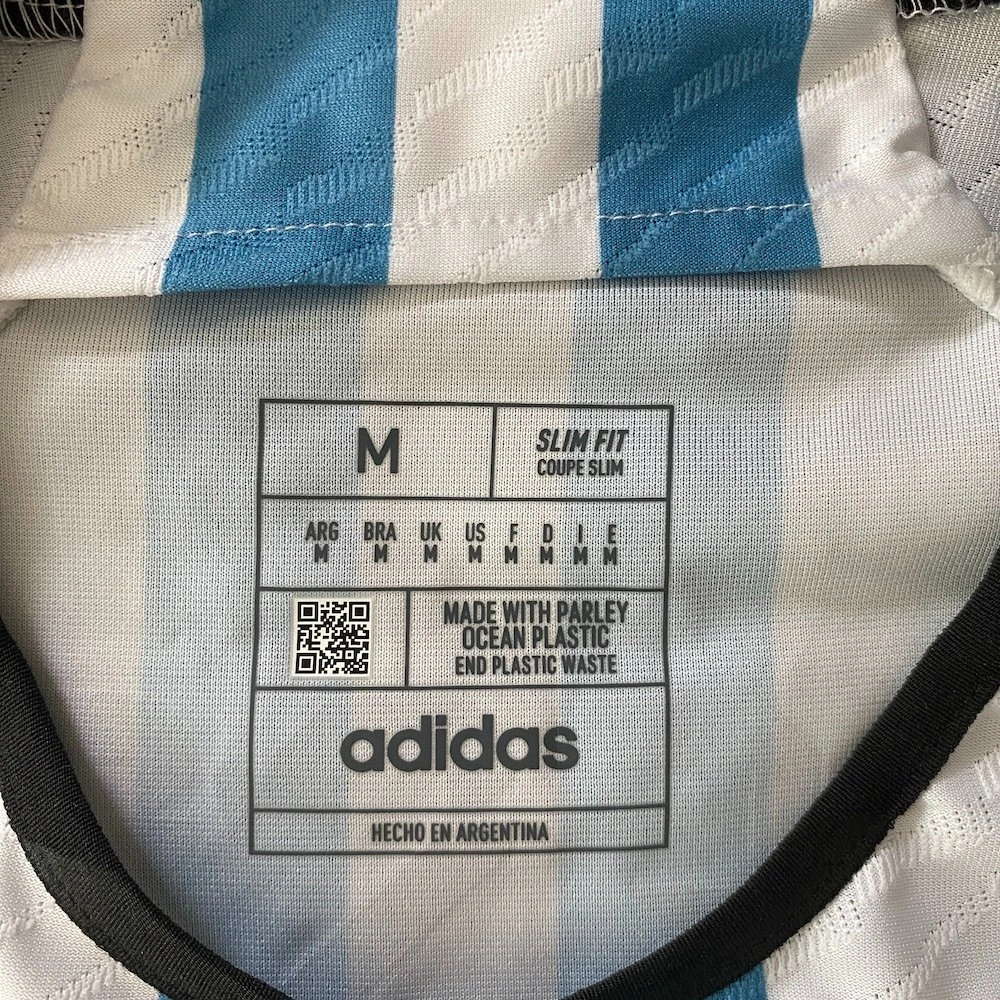 M
SLIM FIT
COUPE SLIM
ARG BRA UK US F D I E
M M M M M M M M
MADE WITH PARLEY
OCEAN PLASTIC
END PLASTIC WASTE
adidas
HECHO EN ARGENTINA